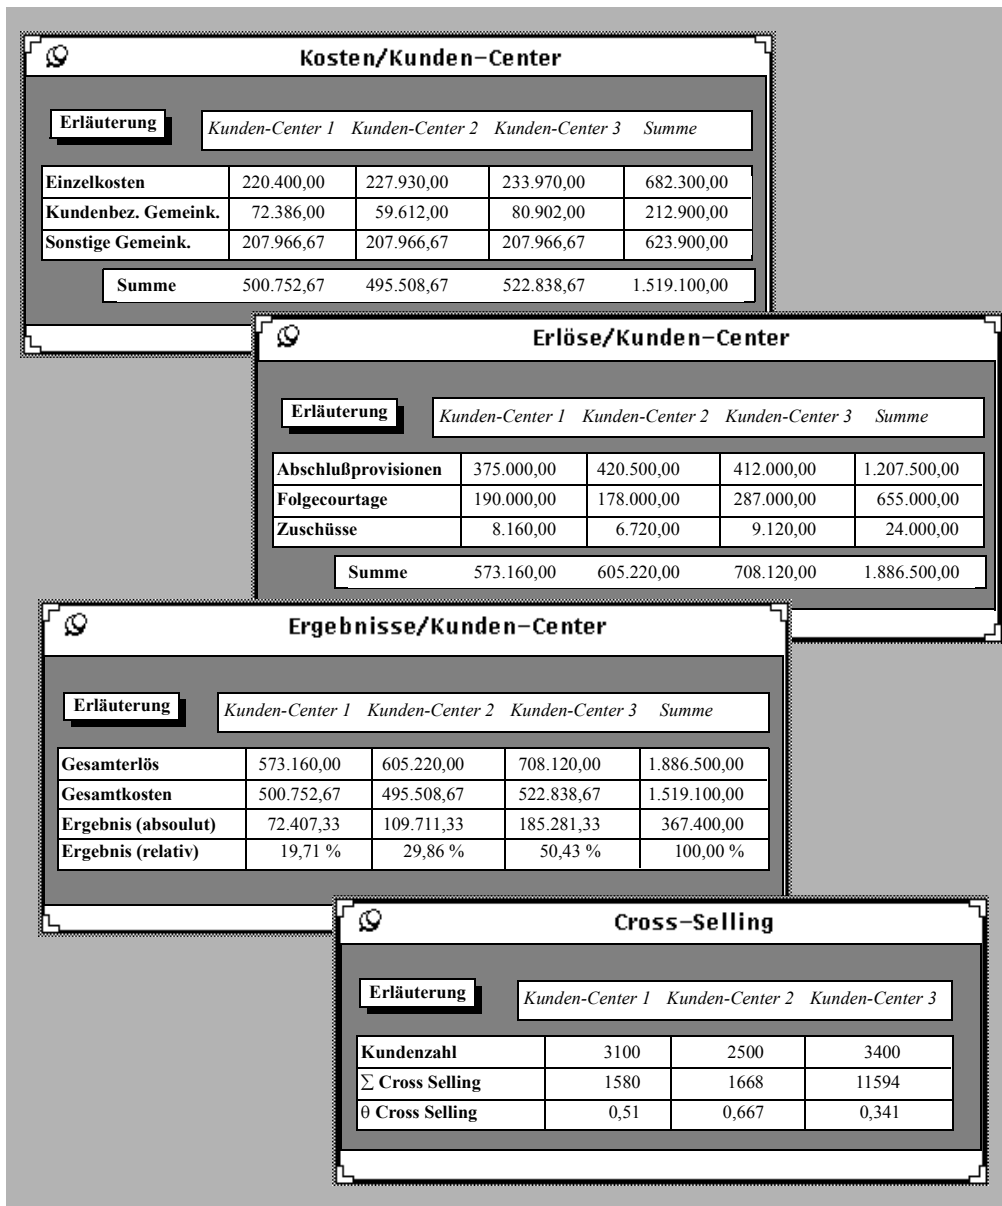 Kosten/Kunden-Center
Erläuterung Kunden-Center 1 Kunden-Center 2 Kunden-Center 3 Summe
Einzelkosten 220.400,00 227.930,00 233.970,00 682.300,00
Kundenbez. Gemeink. 72.386,00 59.612,00 80.902,00 212.900,00
Sonstige Gemeink. 207.966,67 207.966,67 207.966,67 623.900,00
Summe 500.752,67 495.508,67 522.838,67 1.519.100,00
Erlöse/Kunden-Center
Erläuterung Kunden-Center 1 Kunden-Center 2 Kunden-Center 3 Summe
Abschlußprovisionen 375.000,00 420.500,00 412.000,00 1.207.500,00
Folgecourtage 190.000,00 178.000,00 287.000,00 655.000,00
Zuschüsse 8.160,00 6.720,00 9.120,00 24.000,00
Summe 573.160,00 605.220,00 708.120,00 1.886.500,00
Ergebnisse/Kunden-Center
Erläuterung Kunden-Center 1 Kunden-Center 2 Kunden-Center 3 Summe
Gesamterlös 573.160,00 605.220,00 708.120,00 1.886.500,00
Gesamtkosten 500.752,67 495.508,67 522.838,67 1.519.100,00
Ergebnis (absoulut) 72.407,33 109.711,33 185.281,33 367.400,00
Ergebnis (relativ) 19,71 % 29,86 % 50,43 % 100,00 %
Cross-Selling
Erläuterung Kunden-Center 1 Kunden-Center 2 Kunden-Center 3
Kundenzahl 3100 2500 3400
∑ Cross Selling 1580 1668 11594
θ Cross Selling 0,51 0,667 0,341